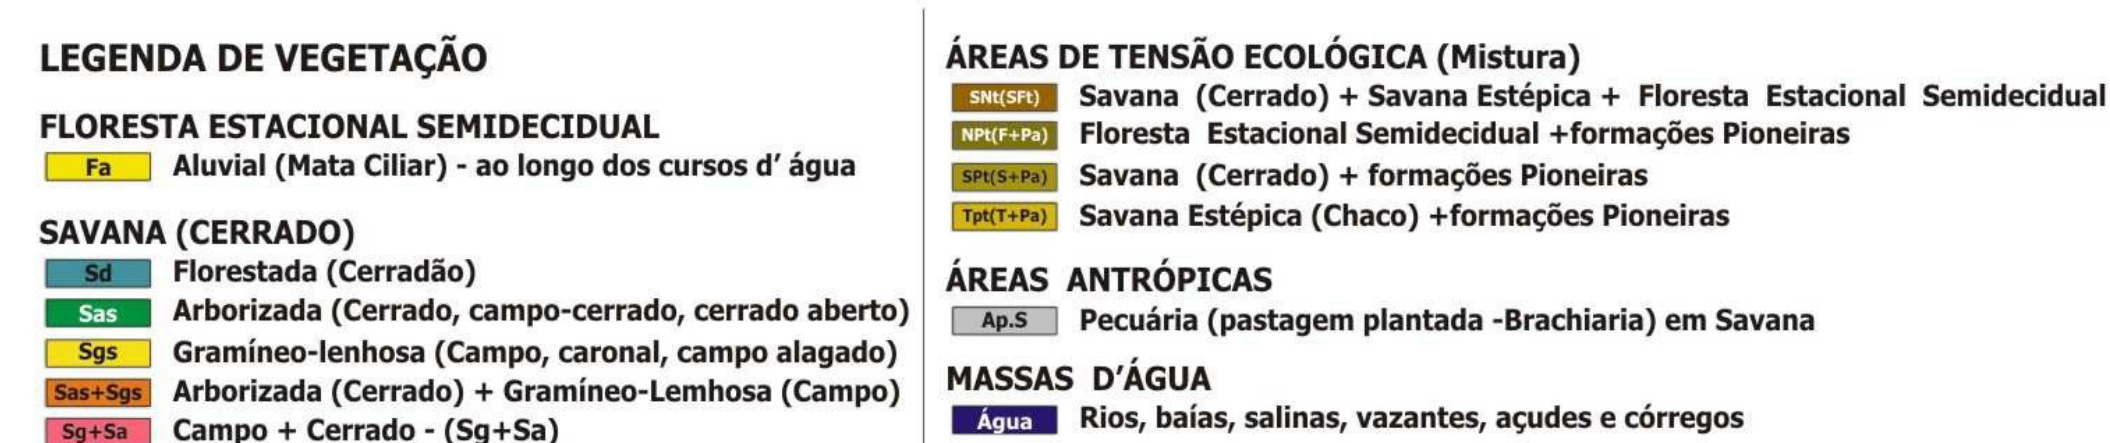 LEGENDA DE VEGETAÇÃO
FLORESTA ESTACIONAL SEMIDECIDUAL
Fa Aluvial (Mata Ciliar) - ao longo dos cursos d’ água
SAVANA (CERRADO)
Sd Florestada (Cerradão)
Sas Arborizada (Cerrado, campo-cerrado, cerrado aberto)
Sgs Gramíneo-lenhosa (Campo, caronal, campo alagado)
Sas+Sgs Arborizada (Cerrado) + Gramíneo-Lemhosa (Campo)
Sg+Sa Campo + Cerrado - (Sg+Sa)
ÁREAS DE TENSÃO ECOLÓGICA (Mistura)
SNt(SFt) Savana (Cerrado) + Savana Estépica + Floresta Estacional Semidecidual
NPt(F+Pa) Floresta Estacional Semidecidual +formações Pioneiras
SPt(S+Pa) Savana (Cerrado) + formações Pioneiras
Tpt(T+Pa) Savana Estépica (Chaco) +formações Pioneiras
ÁREAS ANTRÓPICAS
Ap.S Pecuária (pastagem plantada -Brachiaria) em Savana
MASSAS D’ÁGUA
Água Rios, baías, salinas, vazantes, açudes e córregos